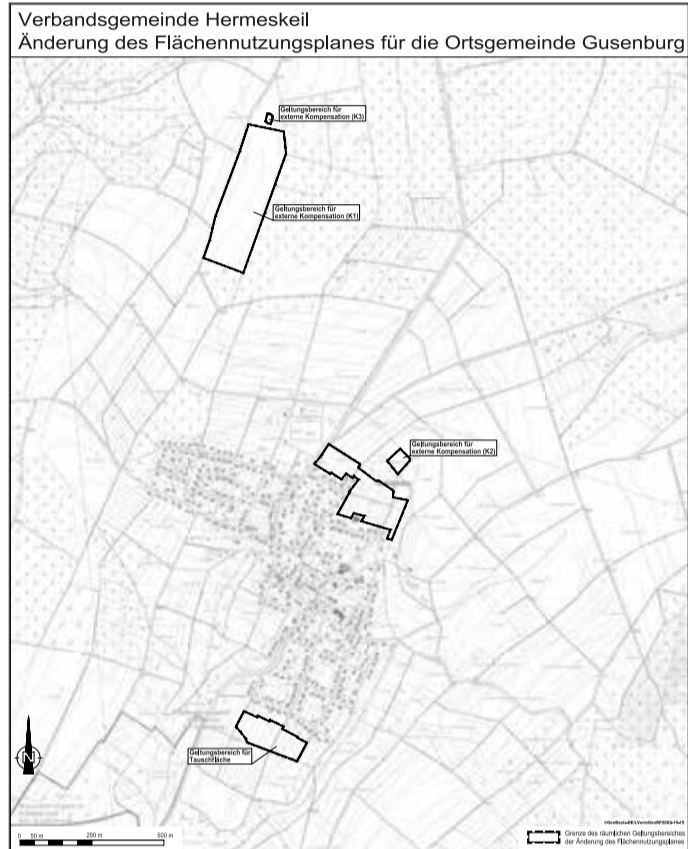 Verbandsgemeinde Hermeskeil
Änderung des Flächennutzungsplanes für die Ortsgemeinde Gusenburg
Geltungsbereich für
externe Kompensation (K3)
Geltungsbereich für
externe Kompensation (K1)
Geltungsbereich für
externe Kompensation (K2)
Geltungsbereich für
Tauschfläche
N
0 50 m 250 m 500 m
Grenze des räumlichen Geltungsbereiches
der Änderung des Flächennutzungsplanes